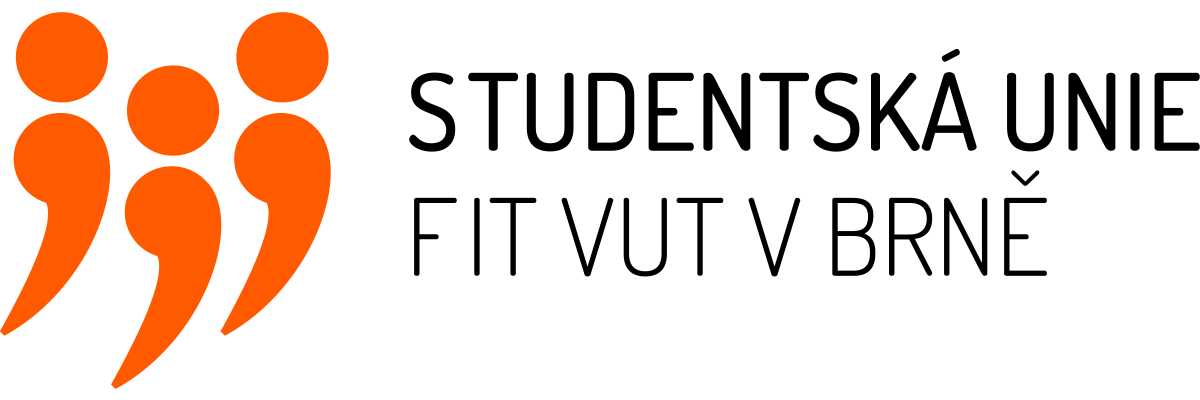 STUDENTSKÁ UNIE
FIT VUT V BRNĚ